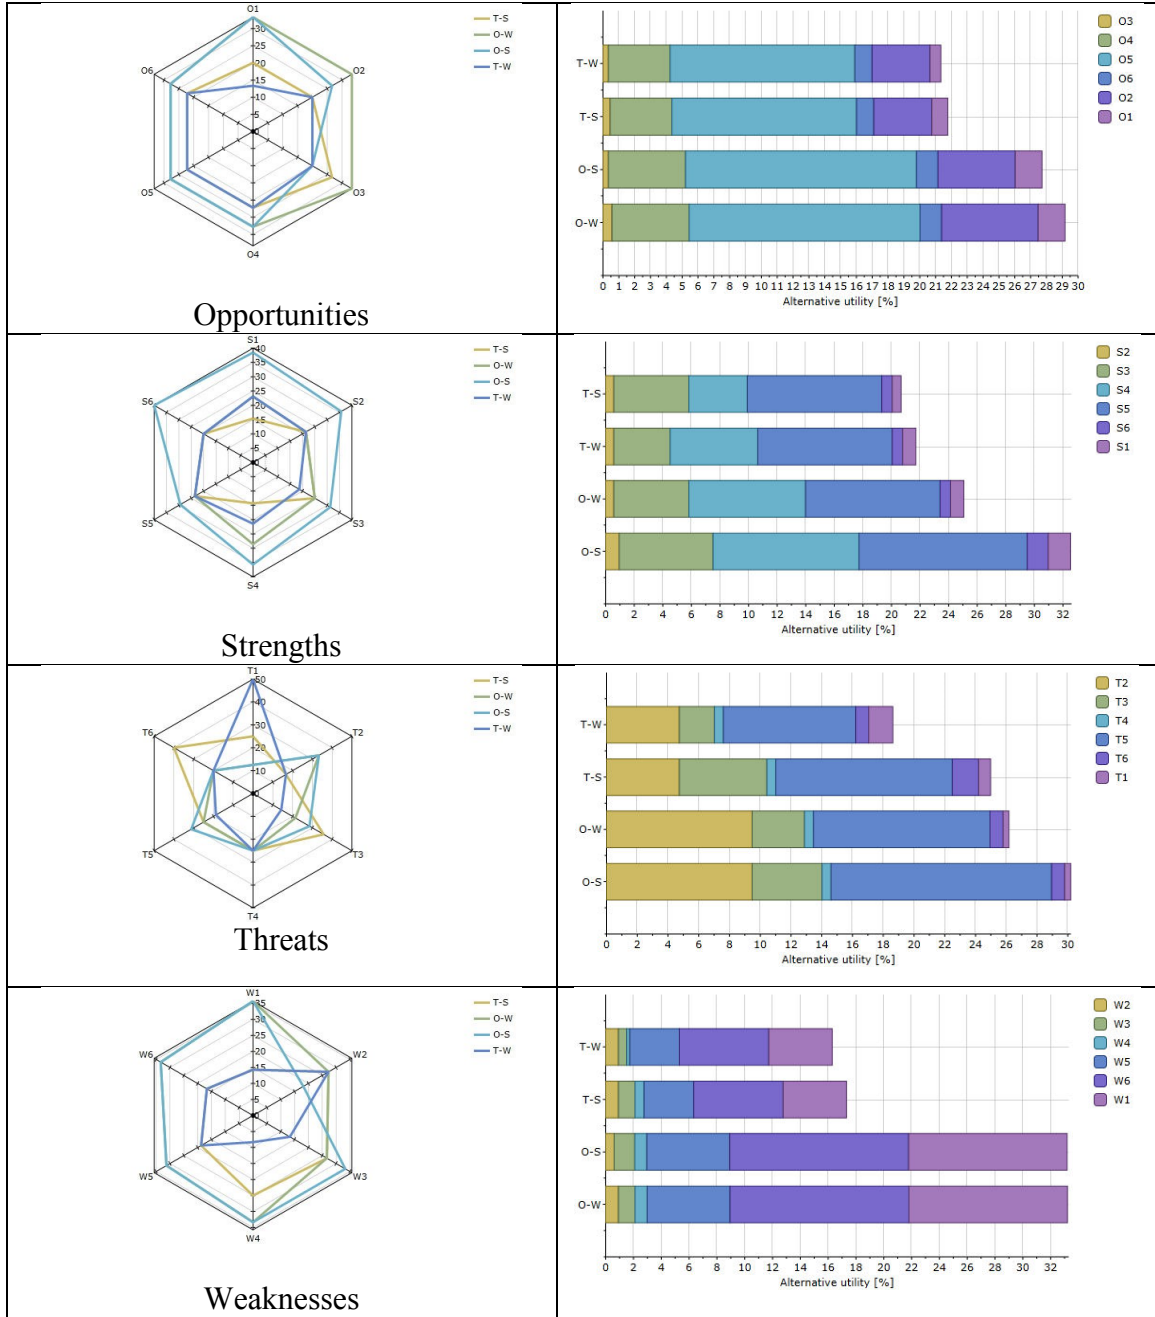 O1
30
25
20
15
10
5
0
O2
O3
O4
O5
O6
T-S
O-W
O-S
T-W
Opportunities
T-W
T-S
O-S
O-W
0 1 2 3 4 5 6 7 8 9 10 11 12 13 14 15 16 17 18 19 20 21 22 23 24 25 26 27 28 29 30
Alternative utility [%]
O3
O4
O5
O6
O2
O1
S1
40
35
30
25
20
15
10
5
0
S2
S3
S4
S5
S6
T-S
O-W
O-S
T-W
Strengths
T-S
T-W
O-W
O-S
0 2 4 6 8 10 12 14 16 18 20 22 24 26 28 30 32
Alternative utility [%]
S2
S3
S4
S5
S6
S1
T1
50
40
30
20
10
0
T2
T3
T4
T5
T6
T-S
O-W
O-S
T-W
Threats
T-W
T-S
O-W
O-S
0 2 4 6 8 10 12 14 16 18 20 22 24 26 28 30
Alternative utility [%]
T2
T3
T4
T5
T6
T1
W1
35
30
25
20
15
10
5
0
W2
W3
W4
W5
W6
T-S
O-W
O-S
T-W
Weaknesses
T-W
T-S
O-S
O-W
0 2 4 6 8 10 12 14 16 18 20 22 24 26 28 30 32
Alternative utility [%]
W2
W3
W4
W5
W6
W1